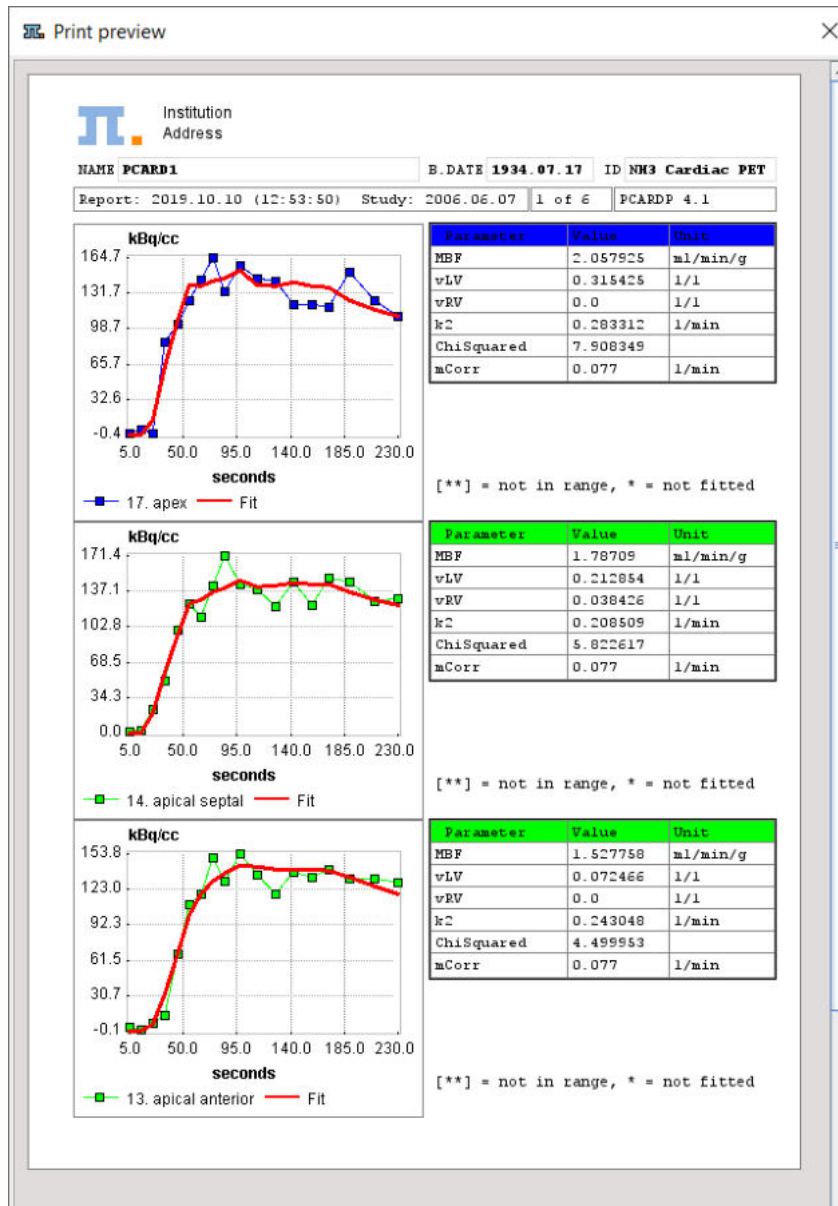 Print preview
Institution
Address
NAME PCARD1 B.DATE 1934.07.17 ID NH3 Cardiac PET
Report: 2019.10.10 (12:53:50) Study: 2006.06.07 1 of 6 PCARDP 4.1
kBq/cc
164.7
131.7
98.7
65.7
32.6
-0.4
5.0 50.0 95.0 140.0 185.0 230.0
seconds
17. apex Fit
Parameter Value Unit
MBF 2.057925 ml/min/g
vLV 0.315425 1/1
vRV 0.0 1/1
k2 0.283312 1/min
ChiSquared 7.908349
mCorr 0.077 1/min
[**] = not in range, * = not fitted
kBq/cc
171.4
137.1
102.8
68.5
34.3
0.0
5.0 50.0 95.0 140.0 185.0 230.0
seconds
14. apical septal Fit
Parameter Value Unit
MBF 1.78709 ml/min/g
vLV 0.212854 1/1
vRV 0.038426 1/1
k2 0.208509 1/min
ChiSquared 5.822617
mCorr 0.077 1/min
[**] = not in range, * = not fitted
kBq/cc
153.8
123.0
92.3
61.5
30.7
-0.1
5.0 50.0 95.0 140.0 185.0 230.0
seconds
13. apical anterior Fit
Parameter Value Unit
MBF 1.527758 ml/min/g
vLV 0.072466 1/1
vRV 0.0 1/1
k2 0.243048 1/min
ChiSquared 4.499953
mCorr 0.077 1/min
[**] = not in range, * = not fitted